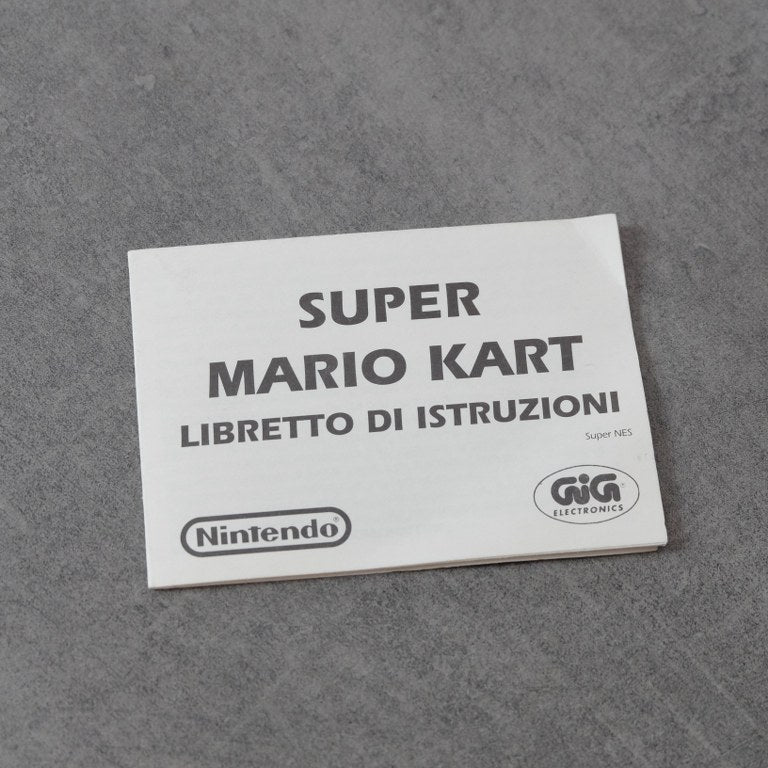 SUPER
MARIO KART
LIBRETTO DI ISTRUZIONI
Super NES
Nintendo®
GiG®
ELECTRONICS